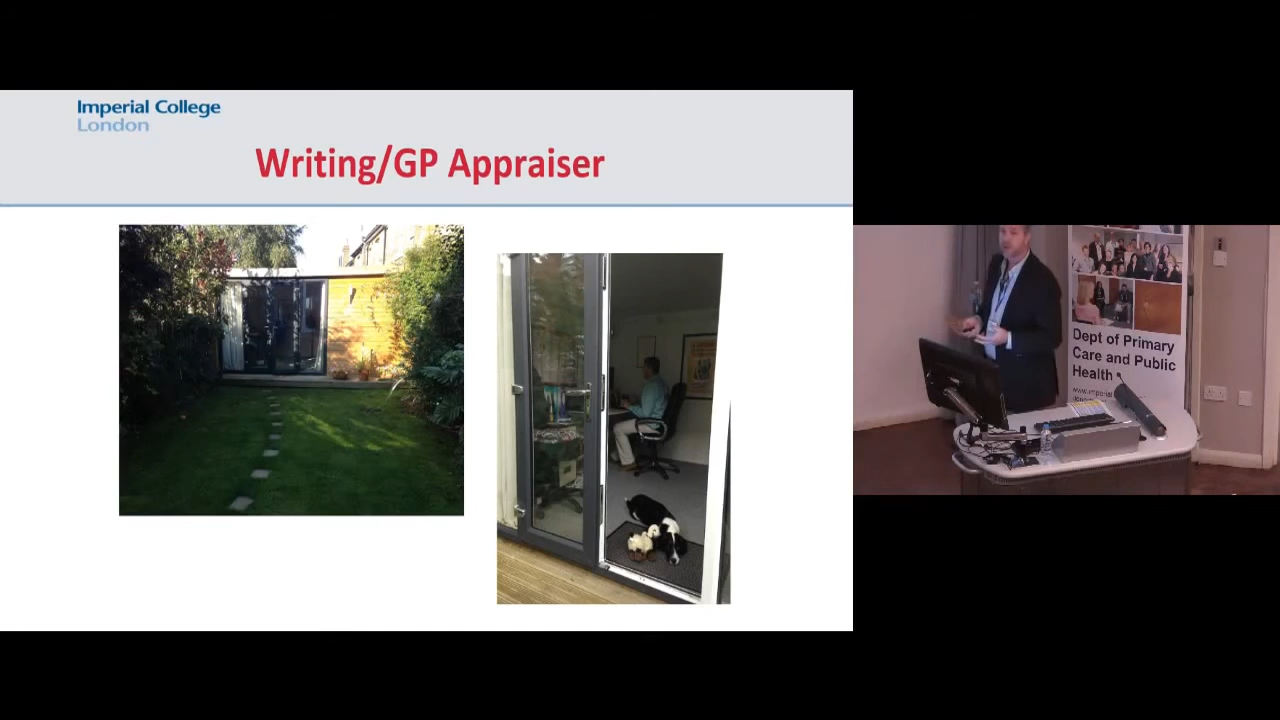 Imperial College
London
Writing/GP Appraiser
Dept of Primary
Care and Public
Health